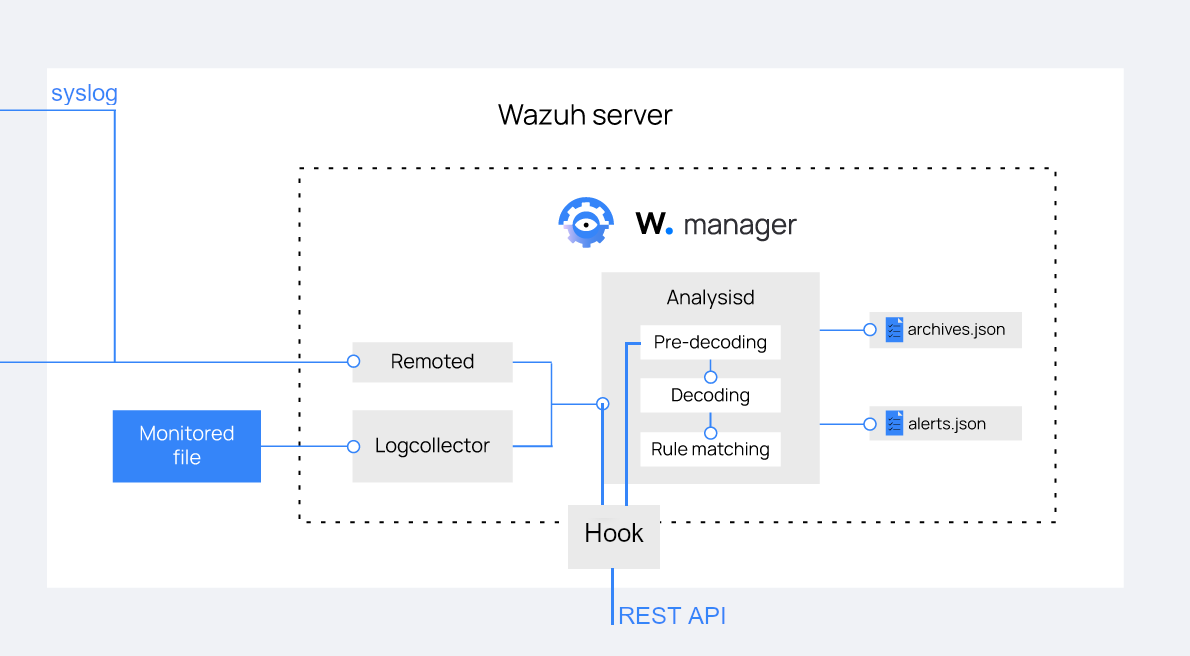 syslog
Wazuh server
W. manager
Analysisd
Pre-decoding
archives.json
Remoted
Decoding
alerts.json
Monitored
file
Logcollector
Rule matching
Hook
REST API